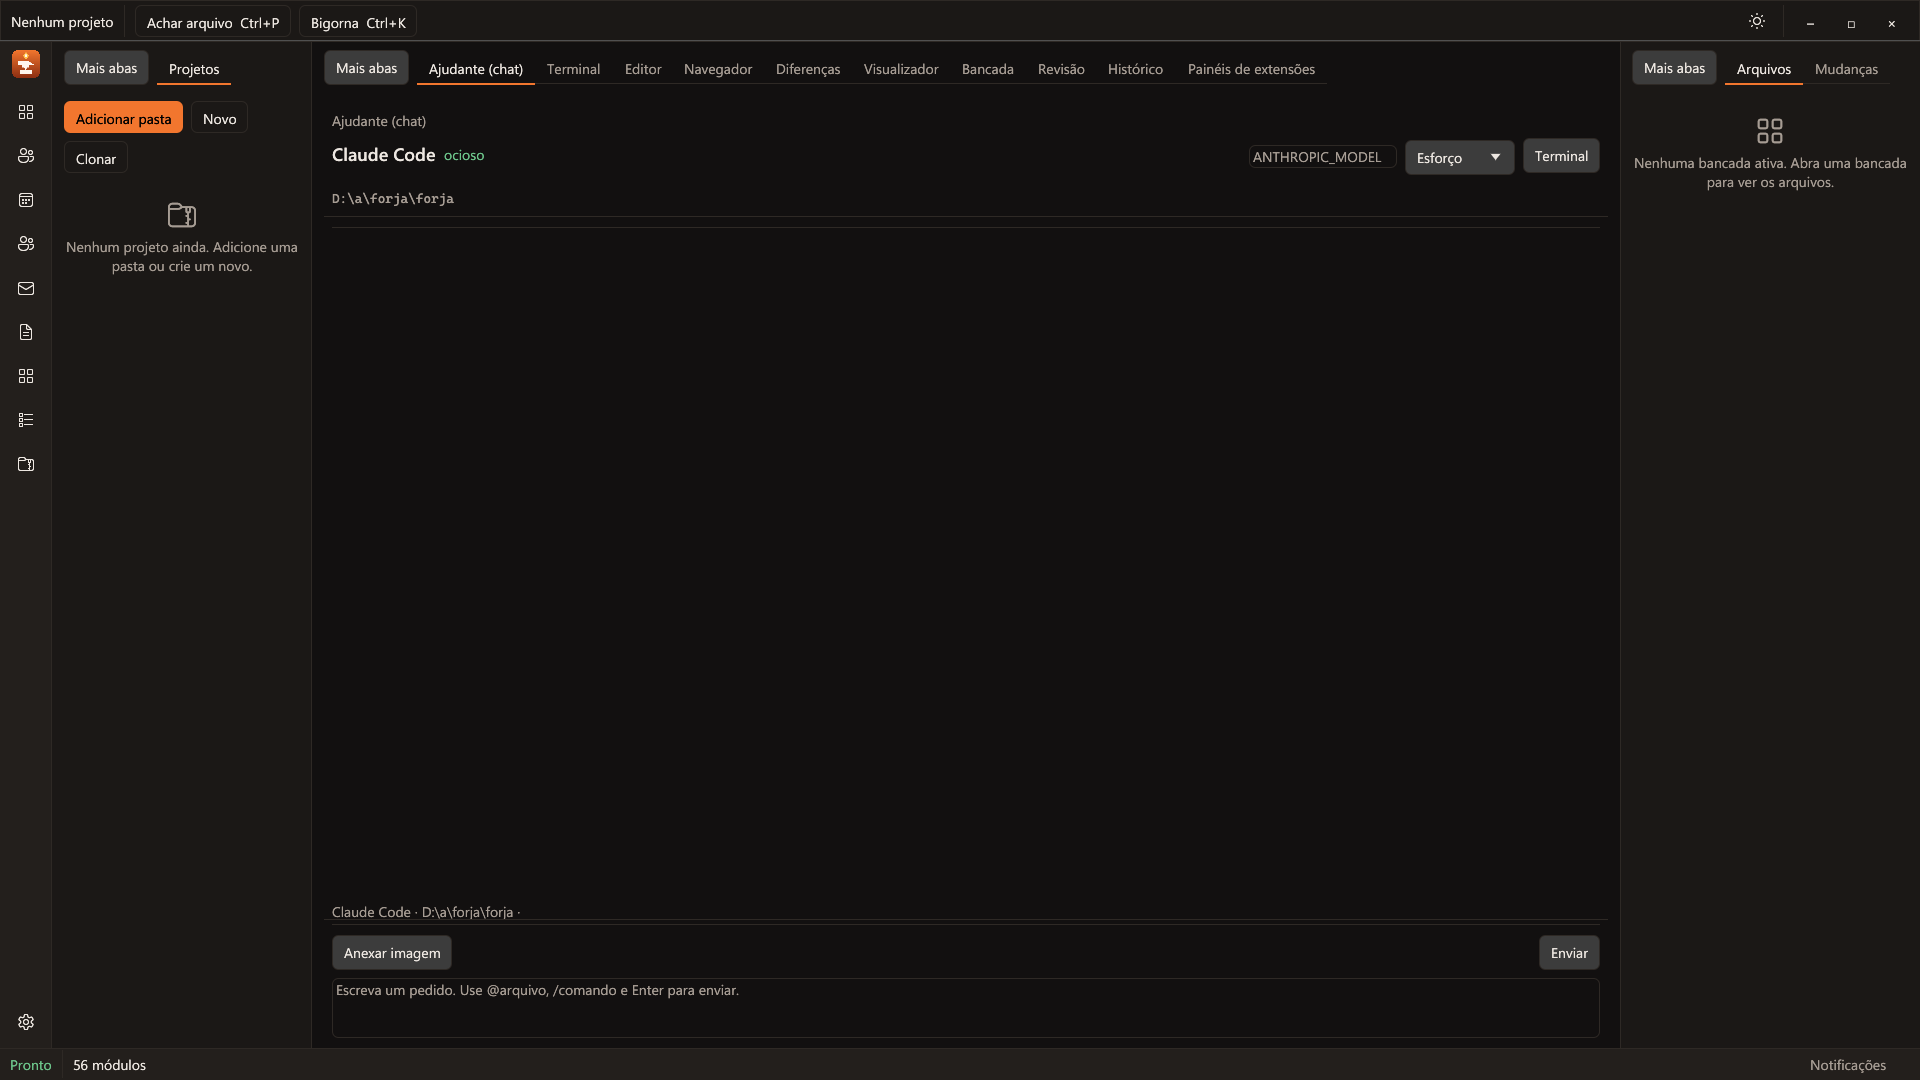 Nenhum projeto
Achar arquivo Ctrl+P
Bigorna Ctrl+K
Mais abas
Projetos
Adicionar pasta
Novo
Clonar
Nenhum projeto ainda. Adicione uma
pasta ou crie um novo.
Mais abas
Ajudante (chat)
Terminal
Editor
Navegador
Diferenças
Visualizador
Bancada
Revisão
Histórico
Painéis de extensões
Ajudante (chat)
Claude Code ocioso
ANTHROPIC_MODEL
Esforço
Terminal
D:\a\forja\forja
Claude Code · D:\a\forja\forja ·
Anexar imagem
Enviar
Escreva um pedido. Use @arquivo, /comando e Enter para enviar.
Mais abas
Arquivos
Mudanças
Nenhuma bancada ativa. Abra uma bancada
para ver os arquivos.
Pronto
56 módulos
Notificações